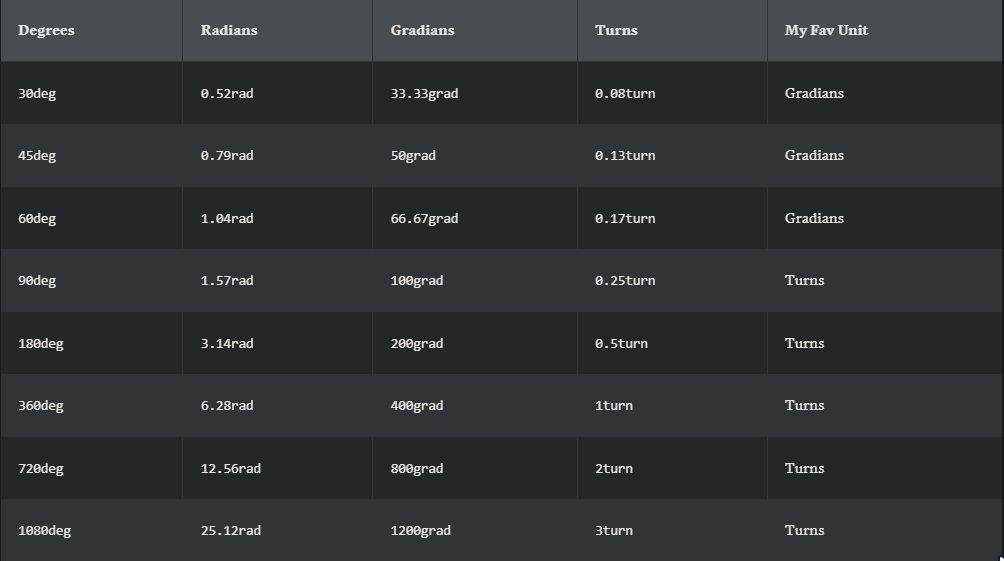 Degrees Radians Gradians Turns My Fav Unit
30deg 0.52rad 33.33grad 0.08turn Gradians
45deg 0.79rad 50grad 0.13turn Gradians
60deg 1.04rad 66.67grad 0.17turn Gradians
90deg 1.57rad 100grad 0.25turn Turns
180deg 3.14rad 200grad 0.5turn Turns
360deg 6.28rad 400grad 1turn Turns
720deg 12.56rad 800grad 2turn Turns
1080deg 25.12rad 1200grad 3turn Turns